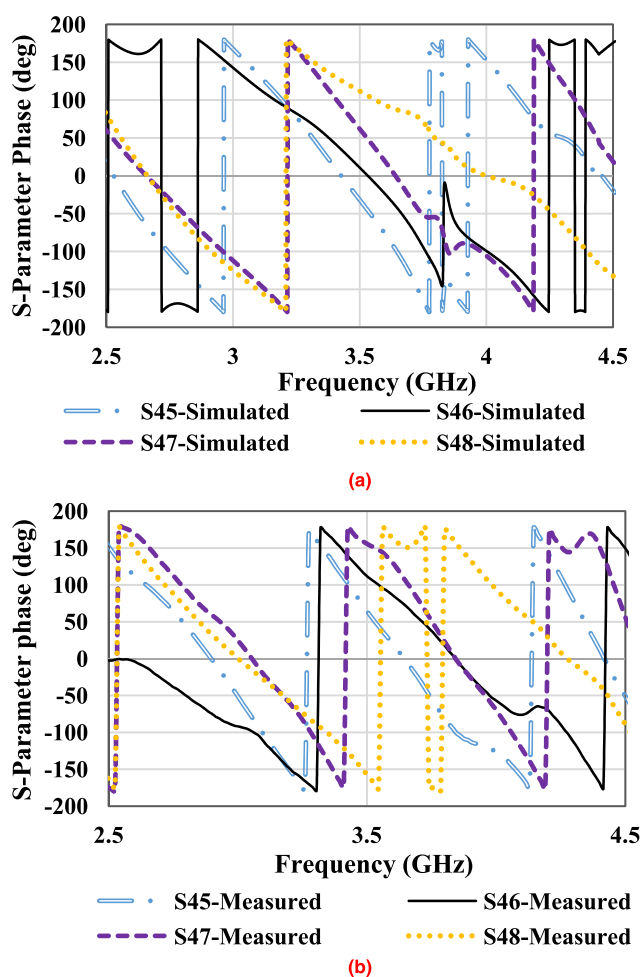 200
150
100
50
0
-50
-100
-150
-200
S-Parameter Phase (deg)
2.5 3 3.5 4 4.5
Frequency (GHz)
S45-Simulated S46-Simulated
S47-Simulated S48-Simulated
(a)
200
150
100
50
0
-50
-100
-150
-200
S-Parameter phase (deg)
2.5 3.5 4.5
Frequency (GHz)
S45-Measured S46-Measured
S47-Measured S48-Measured
(b)